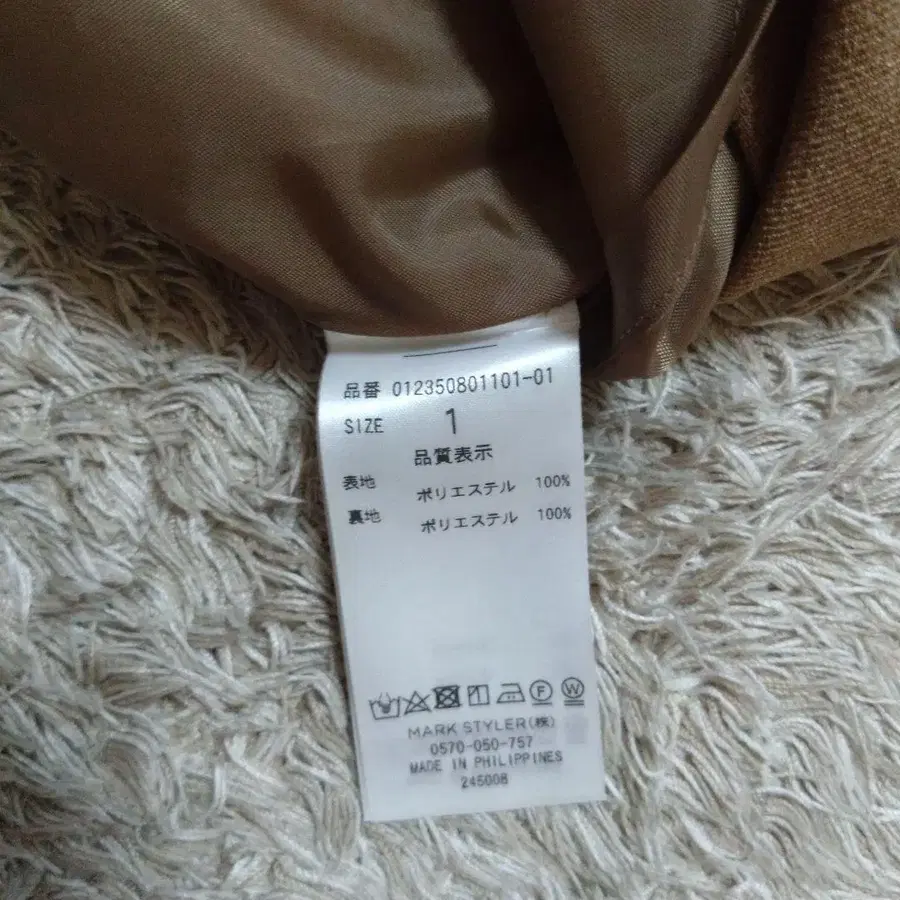 品番 012350801101-01
SIZE 1
品質表示
表地 ポリエステル 100%
裏地 ポリエステル 100%
F W
MARK STYLER(株)
0570-050-757
MADE IN PHILIPPINES
245008